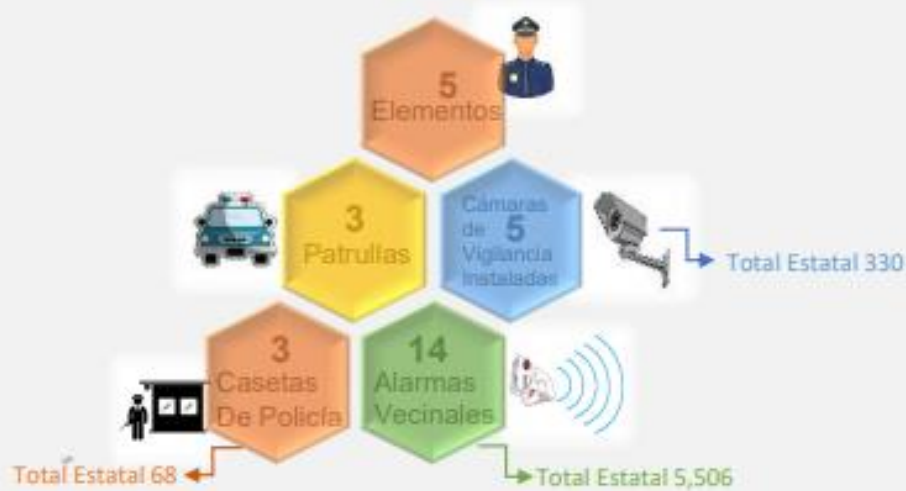 5
Elementos
3
Patrullas
Cámaras
de
5
Vigilancia
Instaladas
Total Estatal 330
3
Casetas
De Policía
14
Alarmas
Vecinales
Total Estatal 68
Total Estatal 5,506